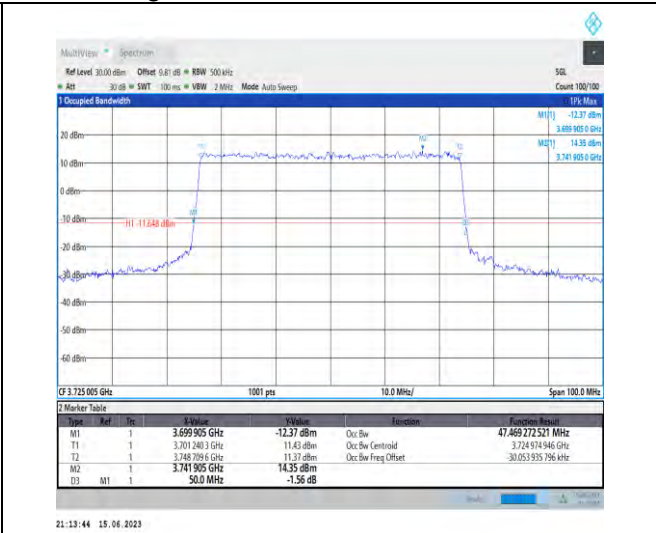 MultiView Spectrum
Ref Level 30.00 dBm Offset 9.81 dB RBW 500 kHz SGL
Att 30 dB SWT 100 ms VBW 2 MHz Mode Auto Sweep Count 100/100
1 Occupied Bandwidth 1Pk Max
M1[1] -12.37 dBm
3.699 905 0 GHz
M2[1] 14.35 dBm
3.741 905 0 GHz
20 dBm
10 dBm
0 dBm
-10 dBm
H1 -11.648 dBm
-20 dBm
-30 dBm
-40 dBm
-50 dBm
-60 dBm
M2
T1
T2
M1
CF 3.725 005 GHz 1001 pts 10.0 MHz/ Span 100.0 MHz
2 Marker Table
Type Ref Trc X-Value Y-Value Function Function Result
M1 1 3.699 905 GHz -12.37 dBm Occ Bw 47.469 272 521 MHz
T1 1 3.701 240 3 GHz 11.43 dBm Occ Bw Centroid 3.724 974 946 GHz
T2 1 3.748 709 6 GHz 11.37 dBm Occ Bw Freq Offset -30.053 935 796 kHz
M2 1 3.741 905 GHz 14.35 dBm
D3 M1 1 50.0 MHz -1.56 dB
21:13:44 15.06.2023